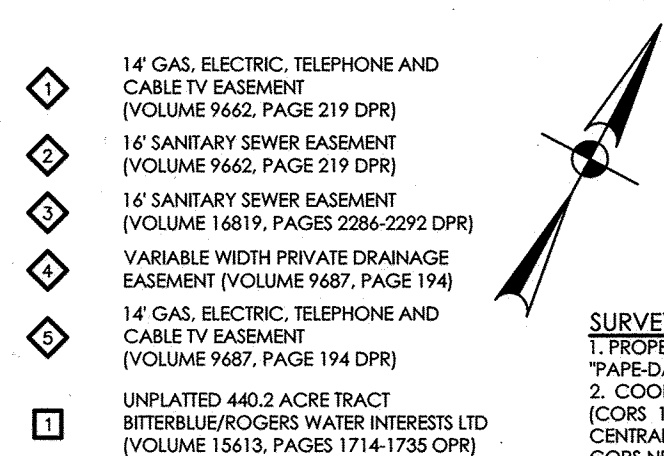 1
14' GAS, ELECTRIC, TELEPHONE AND
CABLE TV EASEMENT
(VOLUME 9662, PAGE 219 DPR)
2
16' SANITARY SEWER EASEMENT
(VOLUME 9662, PAGE 219 DPR)
3
16' SANITARY SEWER EASEMENT
(VOLUME 16819, PAGES 2286-2292 DPR)
4
VARIABLE WIDTH PRIVATE DRAINAGE
EASEMENT (VOLUME 9687, PAGE 194)
5
14' GAS, ELECTRIC, TELEPHONE AND
CABLE TV EASEMENT
(VOLUME 9687, PAGE 194 DPR)
1
UNPLATTED 440.2 ACRE TRACT
BITTERBLUE/ROGERS WATER INTERESTS LTD
(VOLUME 15613, PAGES 1714-1735 OPR)
SURVE
1. PROPE
"PAPE-DA
2. COO
(CORS 1
CENTRAL